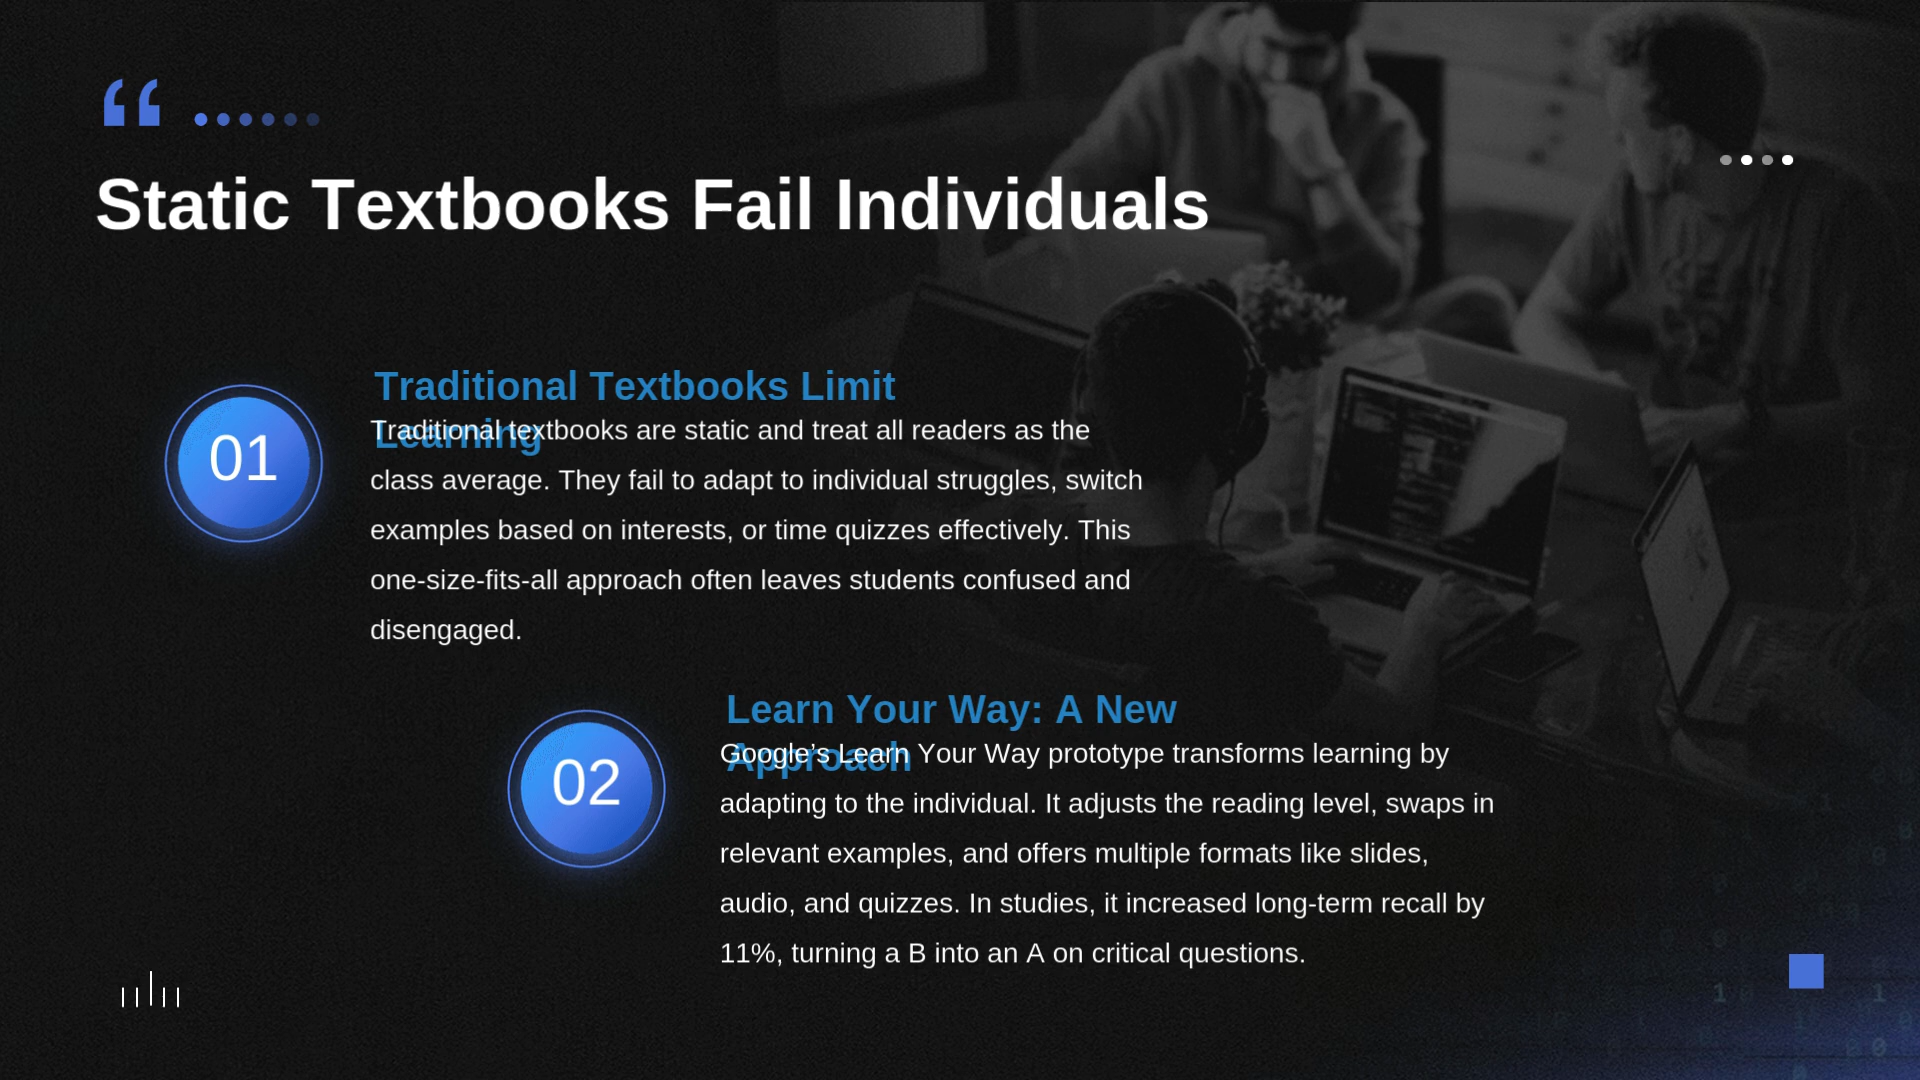 “
Static Textbooks Fail Individuals
01
Traditional Textbooks Limit
Learning
Traditional textbooks are static and treat all readers as the
class average. They fail to adapt to individual struggles, switch
examples based on interests, or time quizzes effectively. This
one-size-fits-all approach often leaves students confused and
disengaged.
02
Learn Your Way: A New
Approach
Google’s Learn Your Way prototype transforms learning by
adapting to the individual. It adjusts the reading level, swaps in
relevant examples, and offers multiple formats like slides,
audio, and quizzes. In studies, it increased long-term recall by
11%, turning a B into an A on critical questions.